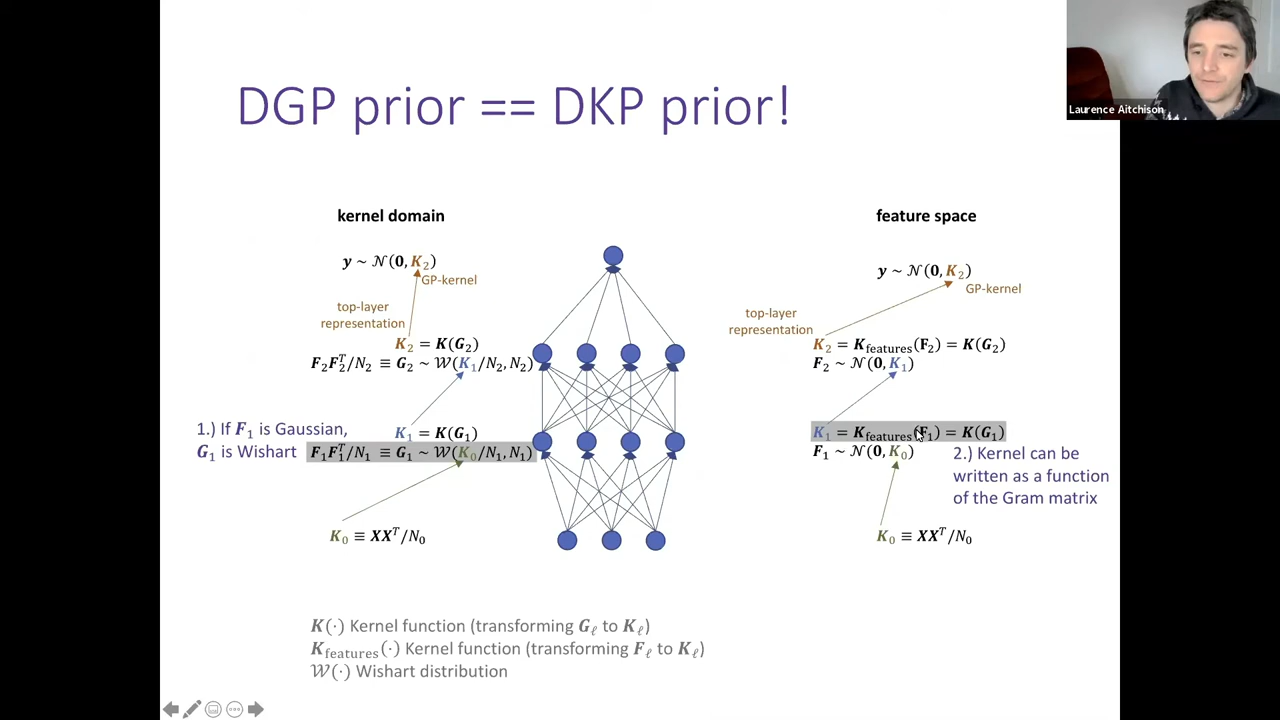 Laurence Aitchison
DGP prior == DKP prior!
kernel domain
y ~ 𝒩(0, K₂)
GP-kernel
top-layer
representation
K₂ = K(G₂)
F₂F₂ᵀ/N₂ ≡ G₂ ~ 𝒲(K₁/N₂, N₂)
1.) If F₁ is Gaussian,
G₁ is Wishart
K₁ = K(G₁)
F₁F₁ᵀ/N₁ ≡ G₁ ~ 𝒲(K₀/N₁, N₁)
K₀ ≡ XXᵀ/N₀
feature space
y ~ 𝒩(0, K₂)
GP-kernel
top-layer
representation
K₂ = K_features(F₂) = K(G₂)
F₂ ~ 𝒩(0, K₁)
K₁ = K_features(F₁) = K(G₁)
F₁ ~ 𝒩(0, K₀)
2.) Kernel can be
written as a function
of the Gram matrix
K₀ ≡ XXᵀ/N₀
K(·) Kernel function (transforming G_ℓ to K_ℓ)
K_features(·) Kernel function (transforming F_ℓ to K_ℓ)
𝒲(·) Wishart distribution